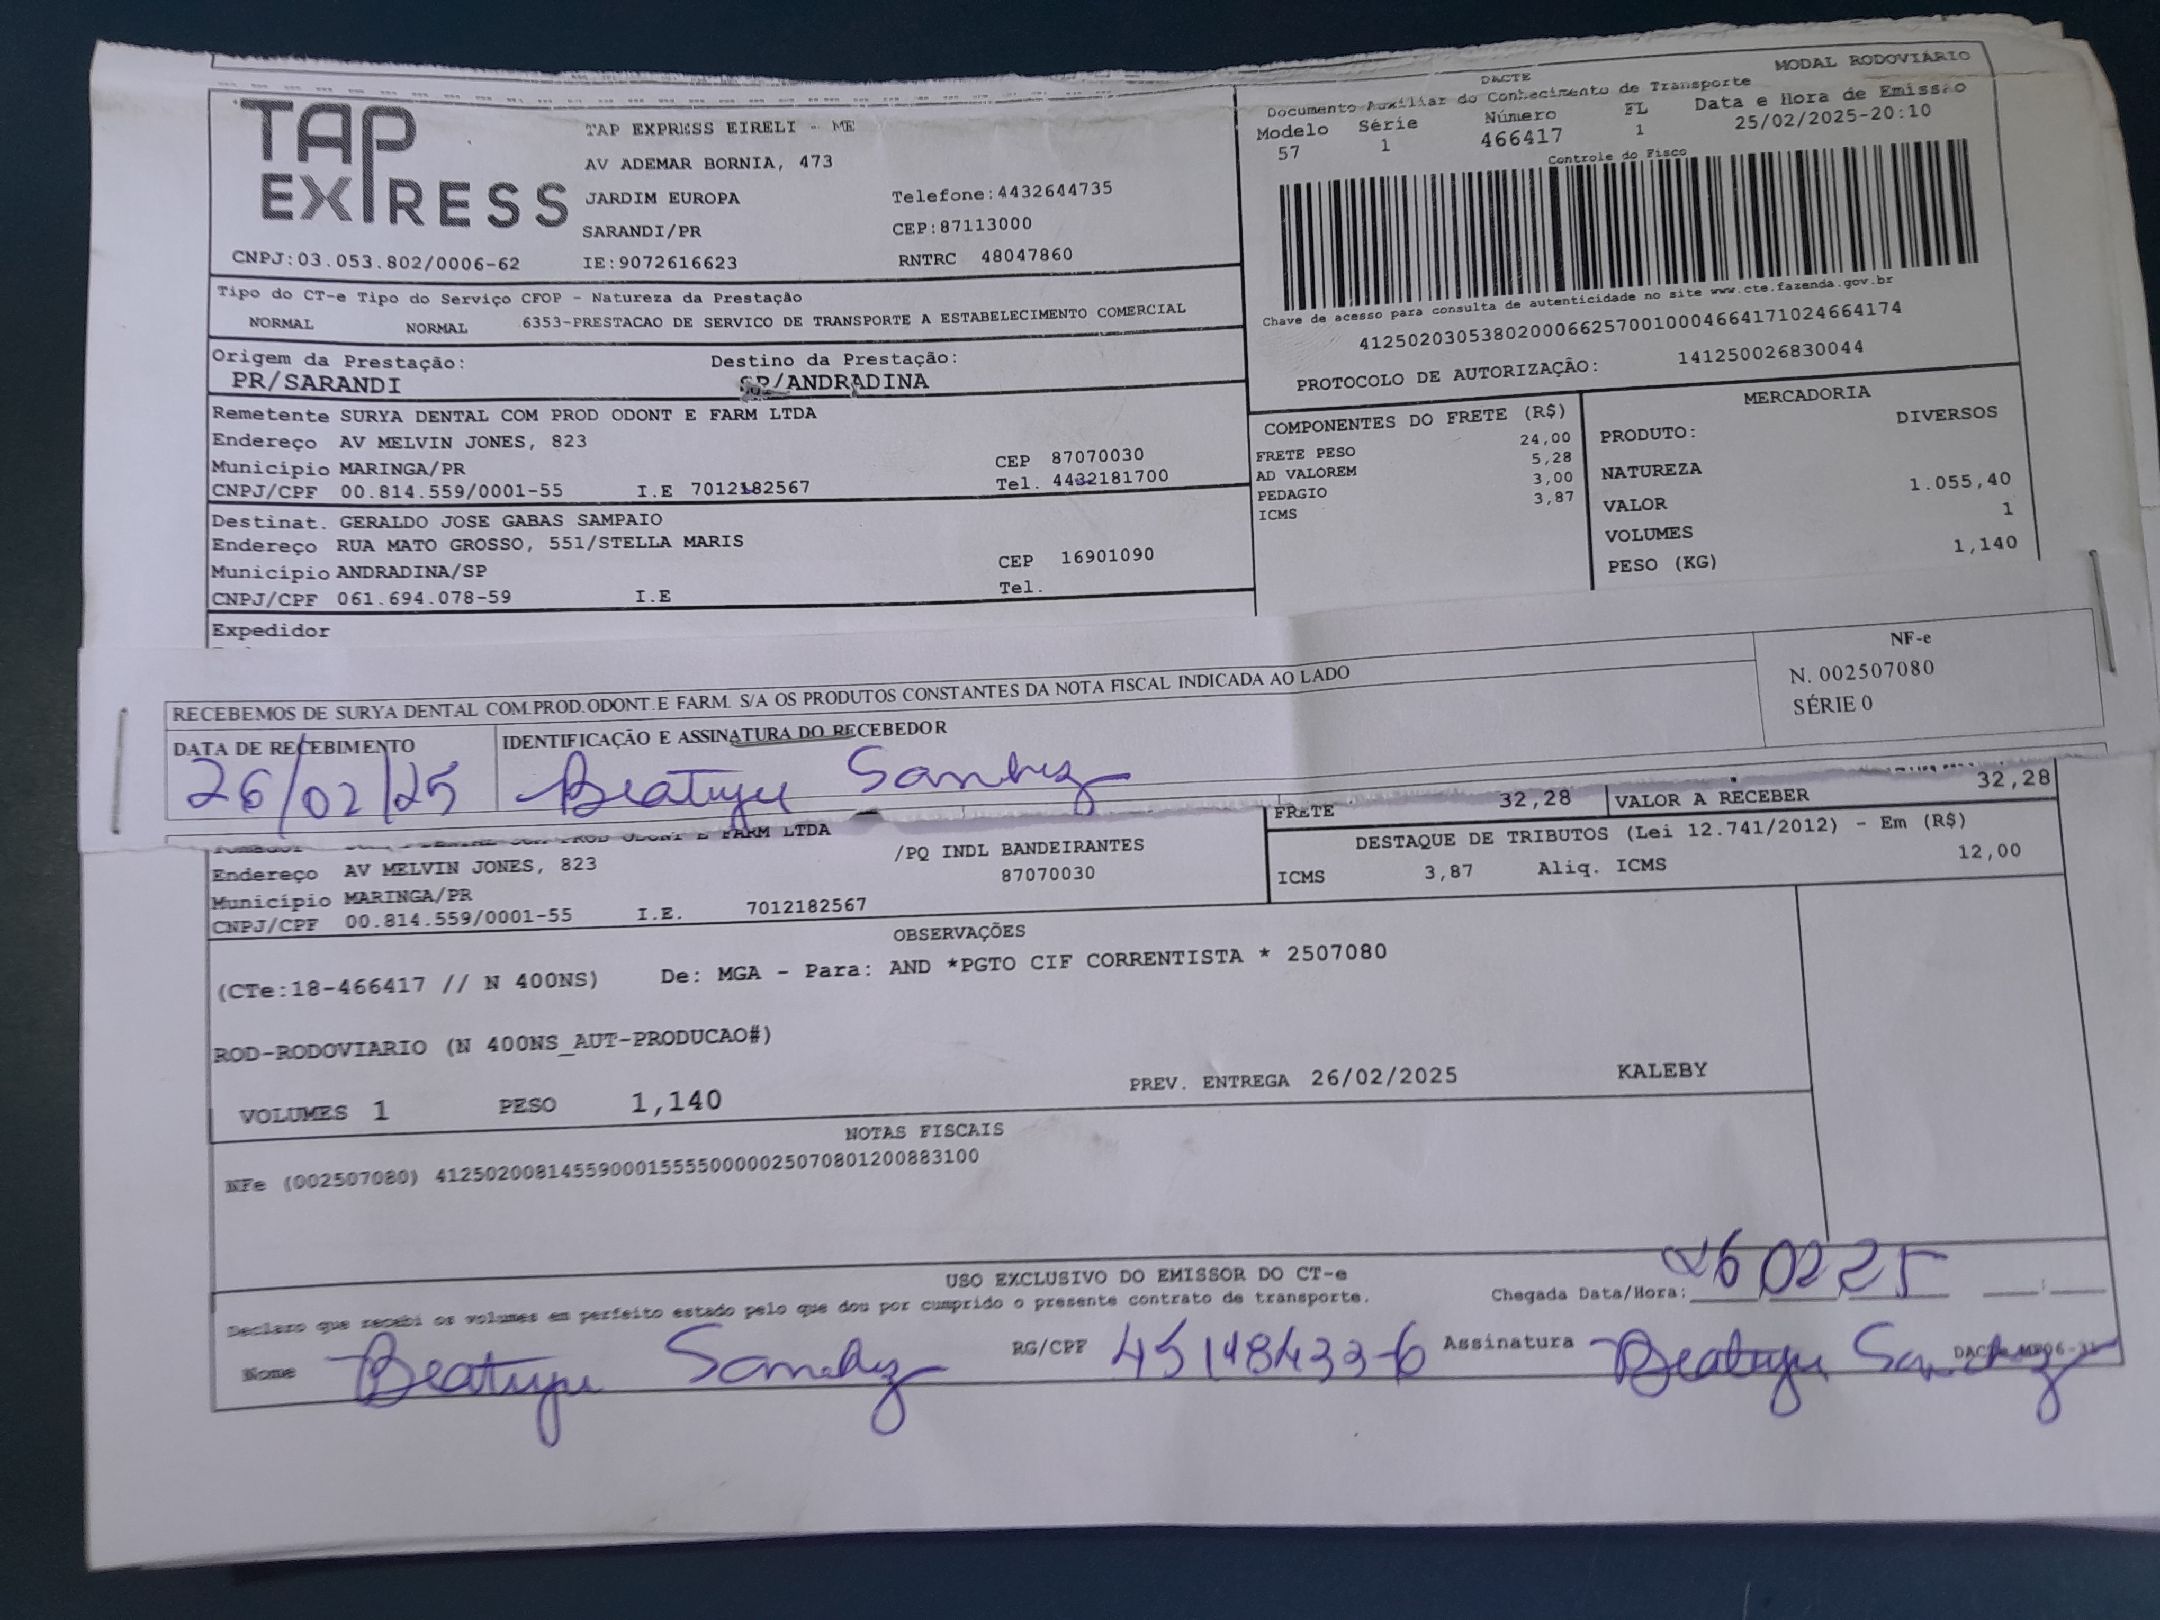 MODAL RODOVIÁRIO
TAP EXPRESS
TAP EXPRESS EIRELI - ME
AV ADEMAR BORNIA, 473
JARDIM EUROPA Telefone:4432644735
SARANDI/PR CEP:87113000
CNPJ:03.053.802/0006-62 IE:9072616623 RNTRC 48047860
DACTE
Documento Auxiliar do Conhecimento de Transporte
Modelo Série Número FL Data e Hora de Emissão
57 1 466417 1 25/02/2025-20:10
Controle do Fisco
Chave de acesso para consulta de autenticidade no site www.cte.fazenda.gov.br
41250203053802000662570010004664171024664174
PROTOCOLO DE AUTORIZAÇÃO: 141250026830044
Tipo do CT-e Tipo do Serviço CFOP - Natureza da Prestação
NORMAL NORMAL 6353-PRESTACAO DE SERVICO DE TRANSPORTE A ESTABELECIMENTO COMERCIAL
Origem da Prestação: Destino da Prestação:
PR/SARANDI SP/ANDRADINA
Remetente SURYA DENTAL COM PROD ODONT E FARM LTDA
Endereço AV MELVIN JONES, 823
Município MARINGA/PR CEP 87070030
CNPJ/CPF 00.814.559/0001-55 I.E 7012182567 Tel. 4432181700
Destinat. GERALDO JOSE GABAS SAMPAIO
Endereço RUA MATO GROSSO, 551/STELLA MARIS
Município ANDRADINA/SP CEP 16901090
CNPJ/CPF 061.694.078-59 I.E Tel.
Expedidor
COMPONENTES DO FRETE (R$)
FRETE PESO 24,00
AD VALOREM 5,28
PEDAGIO 3,00
ICMS 3,87
MERCADORIA
PRODUTO: DIVERSOS
NATUREZA
VALOR 1.055,40
VOLUMES 1
PESO (KG) 1,140
RECEBEMOS DE SURYA DENTAL COM.PROD.ODONT.E FARM. S/A OS PRODUTOS CONSTANTES DA NOTA FISCAL INDICADA AO LADO
NF-e
N. 002507080
SÉRIE 0
DATA DE RECEBIMENTO IDENTIFICAÇÃO E ASSINATURA DO RECEBEDOR
26/02/25 Beatryz Sanchez
FRETE 32,28 VALOR A RECEBER 32,28
PROD ODONT E FARM LTDA
Endereço AV MELVIN JONES, 823 /PQ INDL BANDEIRANTES
Município MARINGA/PR 87070030
CNPJ/CPF 00.814.559/0001-55 I.E. 7012182567
DESTAQUE DE TRIBUTOS (Lei 12.741/2012) - Em (R$)
ICMS 3,87 Aliq. ICMS 12,00
OBSERVAÇÕES
(CTe:18-466417 // N 400NS) De: MGA - Para: AND *PGTO CIF CORRENTISTA * 2507080
ROD-RODOVIARIO (N 400NS_AUT-PRODUCAO#)
VOLUMES 1 PESO 1,140 PREV. ENTREGA 26/02/2025 KALEBY
NOTAS FISCAIS
NFe (002507080) 41250200814559000155550000025070801200883100
USO EXCLUSIVO DO EMISSOR DO CT-e
Declaro que recebi os volumes em perfeito estado pelo que dou por cumprido o presente contrato de transporte. Chegada Data/Hora: 26 02 25
Nome Beatryz Sanchez RG/CPF 45148433-6 Assinatura Beatryz Sanchez